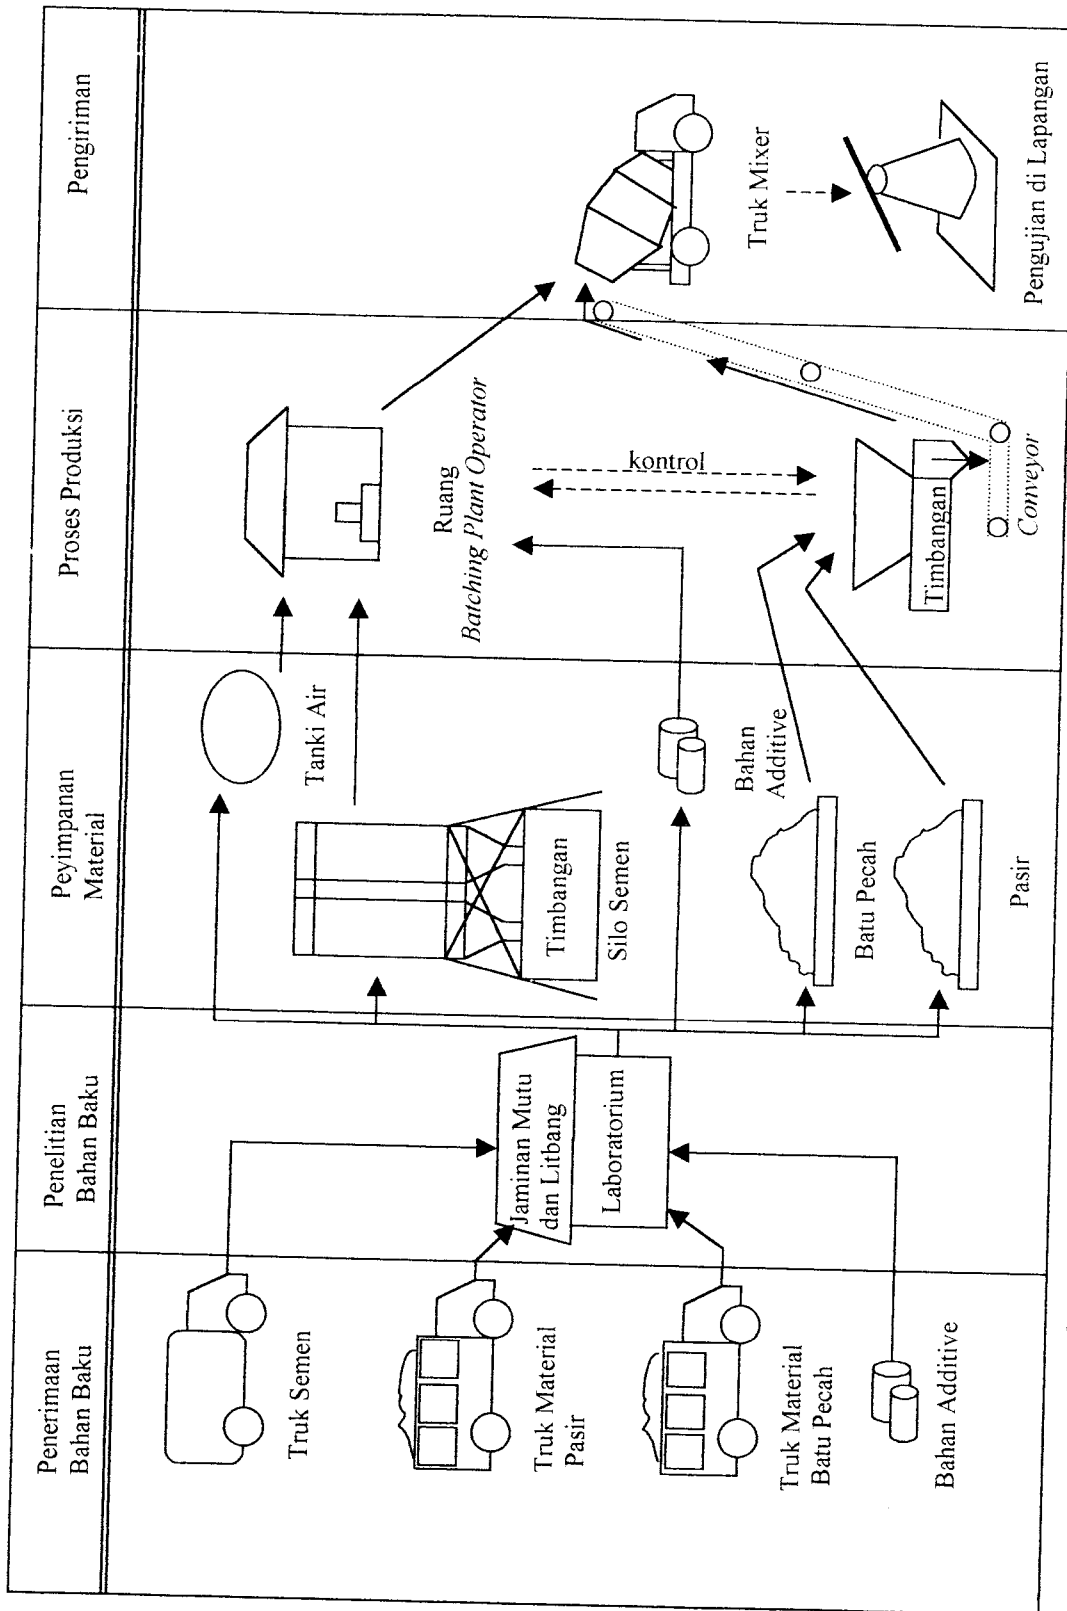 Penerimaan
Bahan Baku
Penelitian
Bahan Baku
Peyimpanan
Material
Proses Produksi
Pengiriman
Truk Semen
Truk Material
Pasir
Truk Material
Batu Pecah
Bahan Additive
Jaminan Mutu
dan Litbang
Laboratorium
Tanki Air
Timbangan
Silo Semen
Bahan
Additive
Batu Pecah
Pasir
Ruang
Batching Plant Operator
kontrol
Timbangan
Conveyor
Truk Mixer
Pengujian di Lapangan